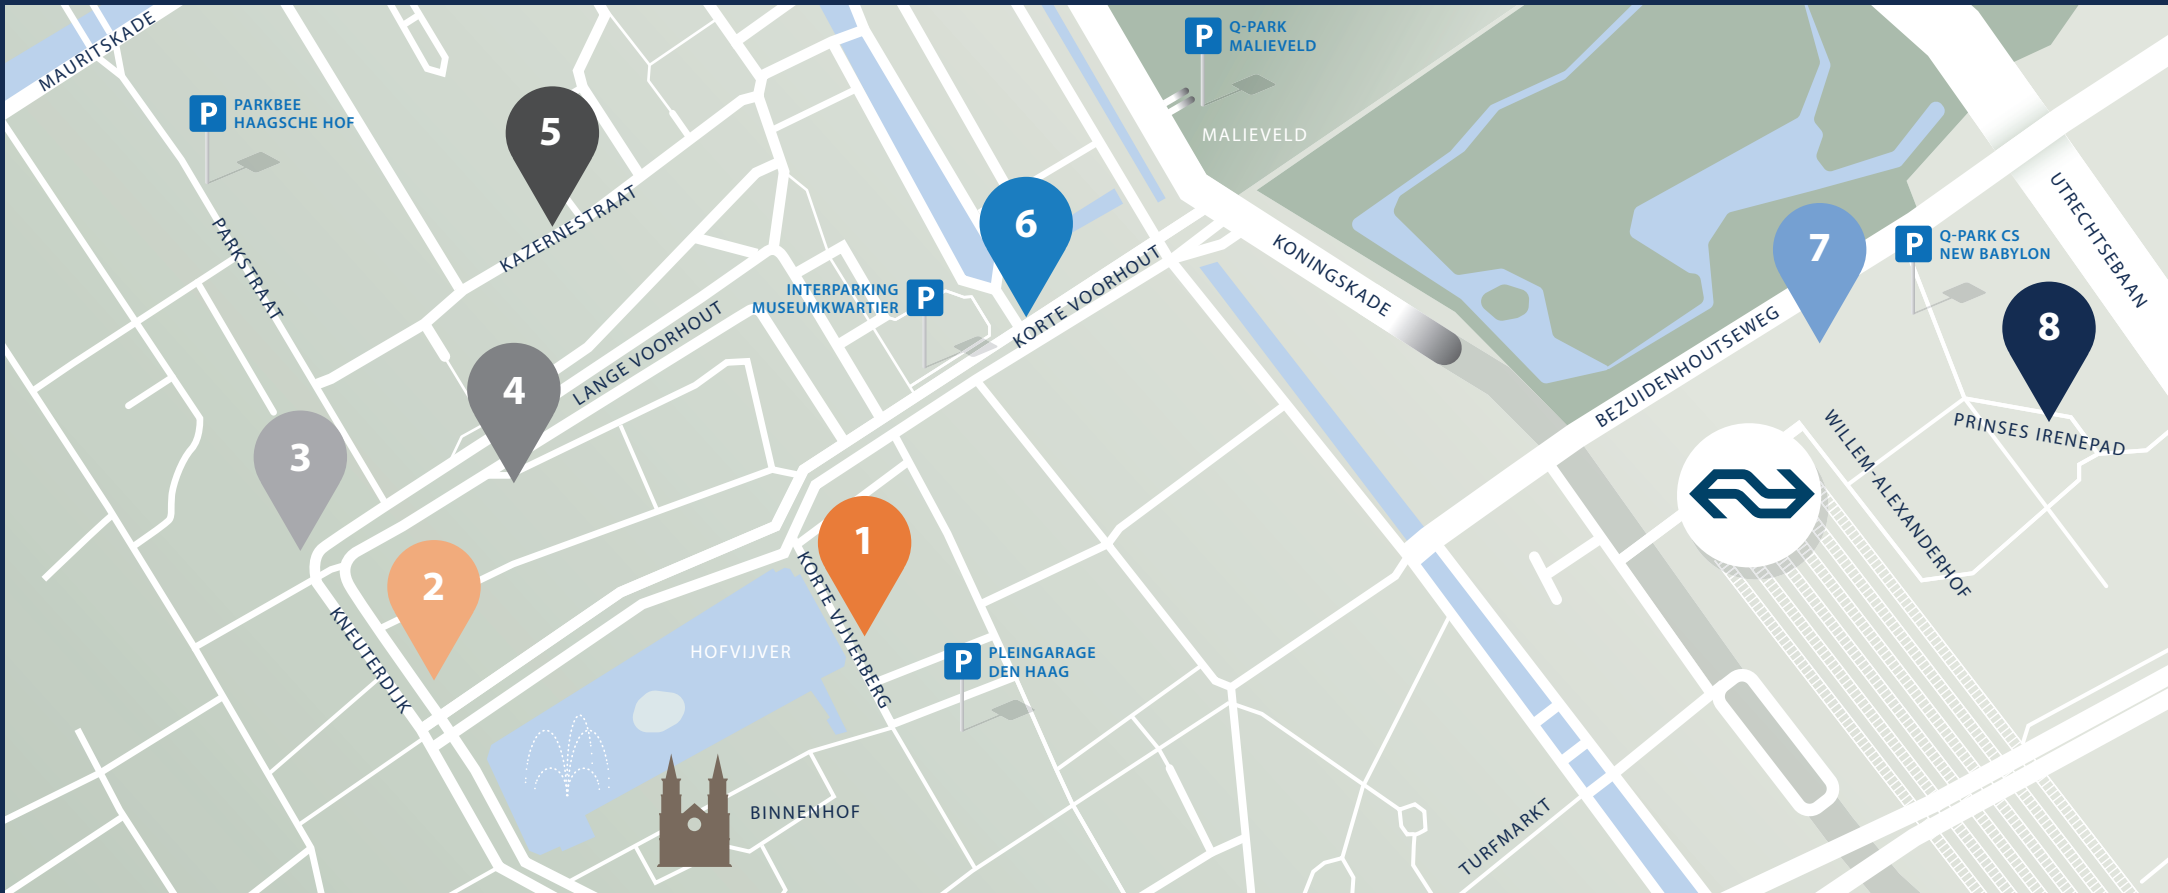 MAURITSKADE
P
Q-PARK
MALIEVELD
P
PARKBEE
HAAGSCHE HOF
5
MALIEVELD
KAZERNESTRAAT
PARKSTRAAT
6
UTRECHTSEBAAN
7
P
Q-PARK CS
NEW BABYLON
KONINGSKADE
INTERPARKING
MUSEUMKWARTIER
P
KORTE VOORHOUT
LANGE VOORHOUT
8
BEZUIDENHOUTSEWEG
4
3
PRINSES IRENEPAD
WILLEM-ALEXANDERHOF
1
2
KORTE VIJVERBERG
KNEUTERDIJK
HOFVIJVER
P
PLEINGARAGE
DEN HAAG
BINNENHOF
TURFMARKT